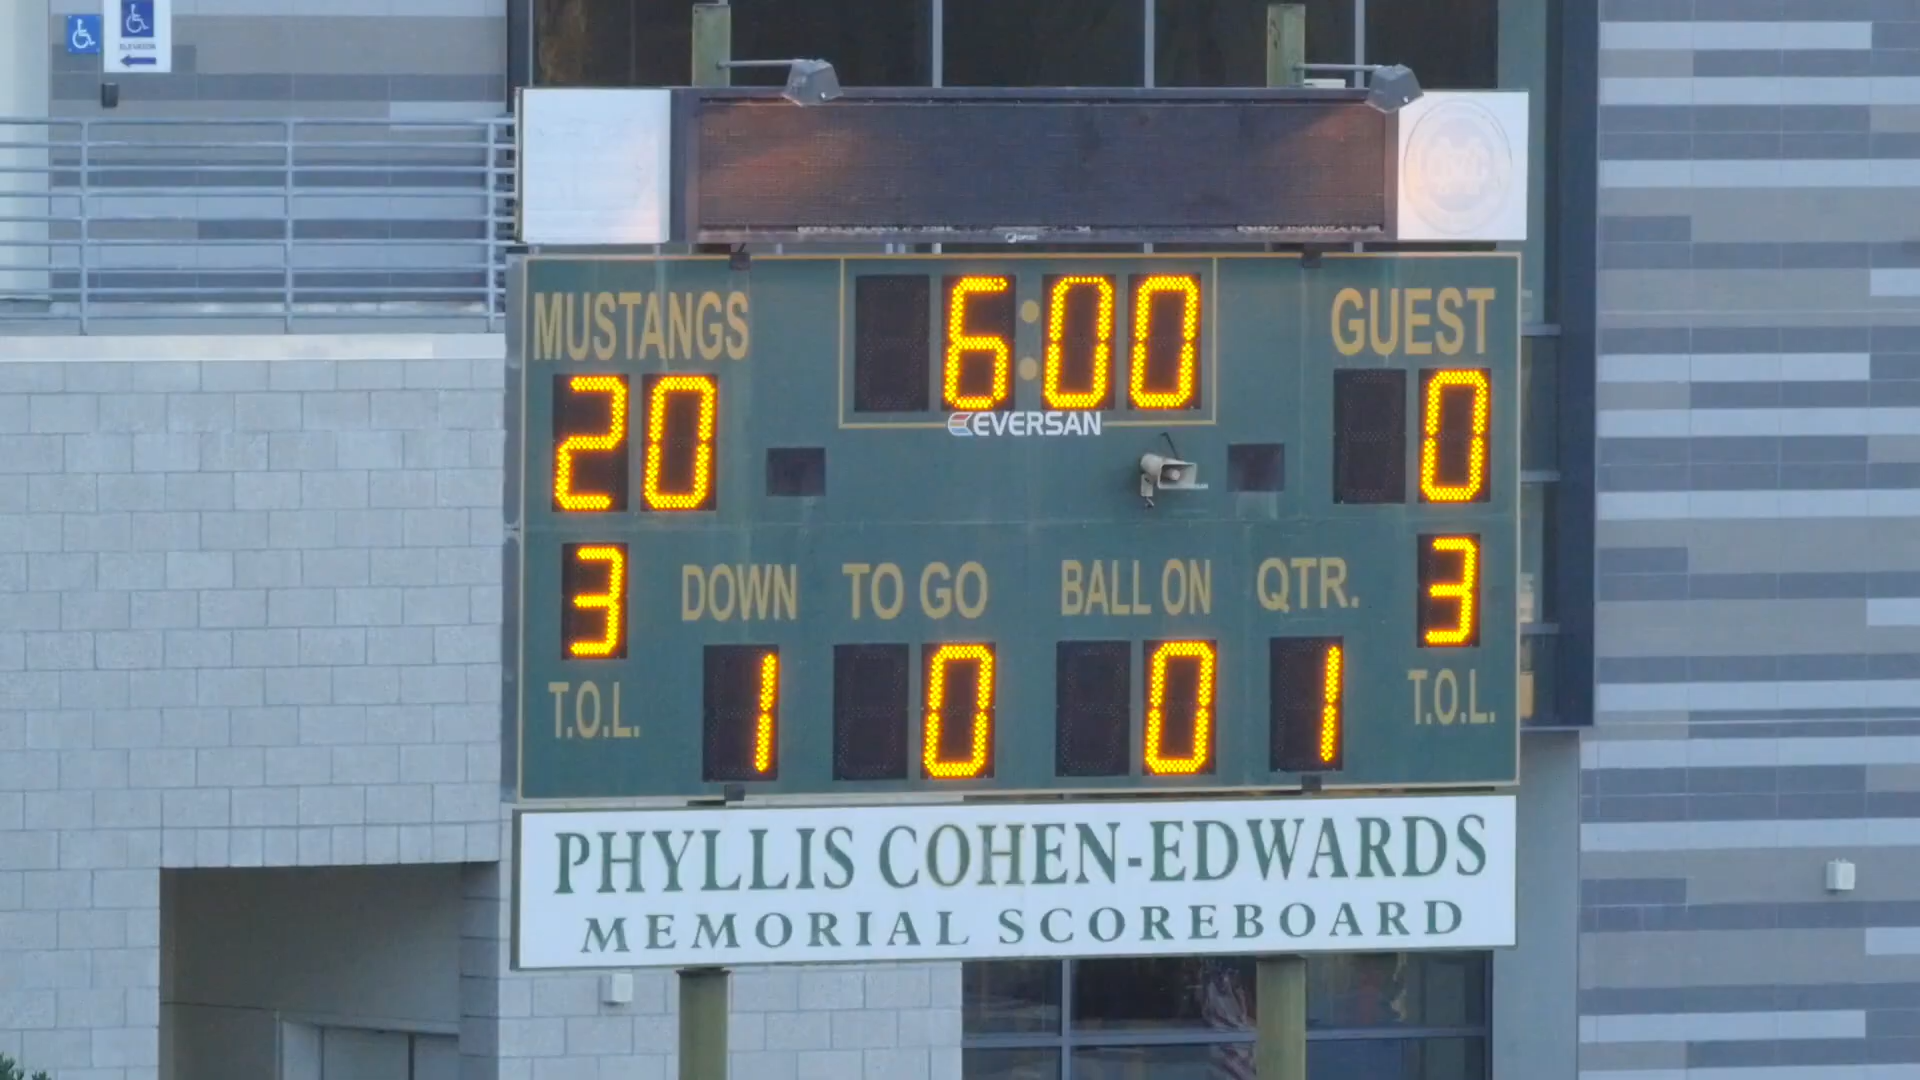 ELEVATOR
MUSTANGS
6:00
GUEST
20
0
EVERSAN
3
DOWN
TO GO
BALL ON
QTR.
3
T.O.L.
1
0
0
1
T.O.L.
PHYLLIS COHEN-EDWARDS
MEMORIAL SCOREBOARD